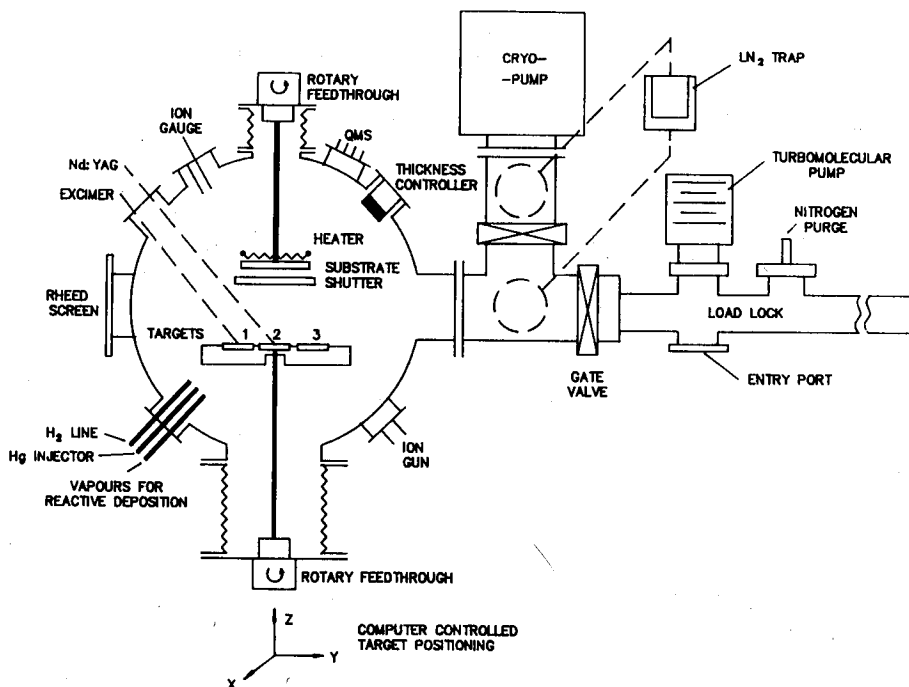 CRYO-
-PUMP
LN₂ TRAP
ROTARY
FEEDTHROUGH
ION
GAUGE
QMS
THICKNESS
CONTROLLER
TURBOMOLECULAR
PUMP
Nd:YAG
EXCIMER
NITROGEN
PURGE
HEATER
SUBSTRATE
SHUTTER
RHEED
SCREEN
LOAD LOCK
TARGETS
1 2 3
GATE
VALVE
ENTRY PORT
H₂ LINE
Hg INJECTOR
ION
GUN
VAPOURS FOR
REACTIVE DEPOSITION
ROTARY FEEDTHROUGH
Z
Y
X
COMPUTER CONTROLLED
TARGET POSITIONING